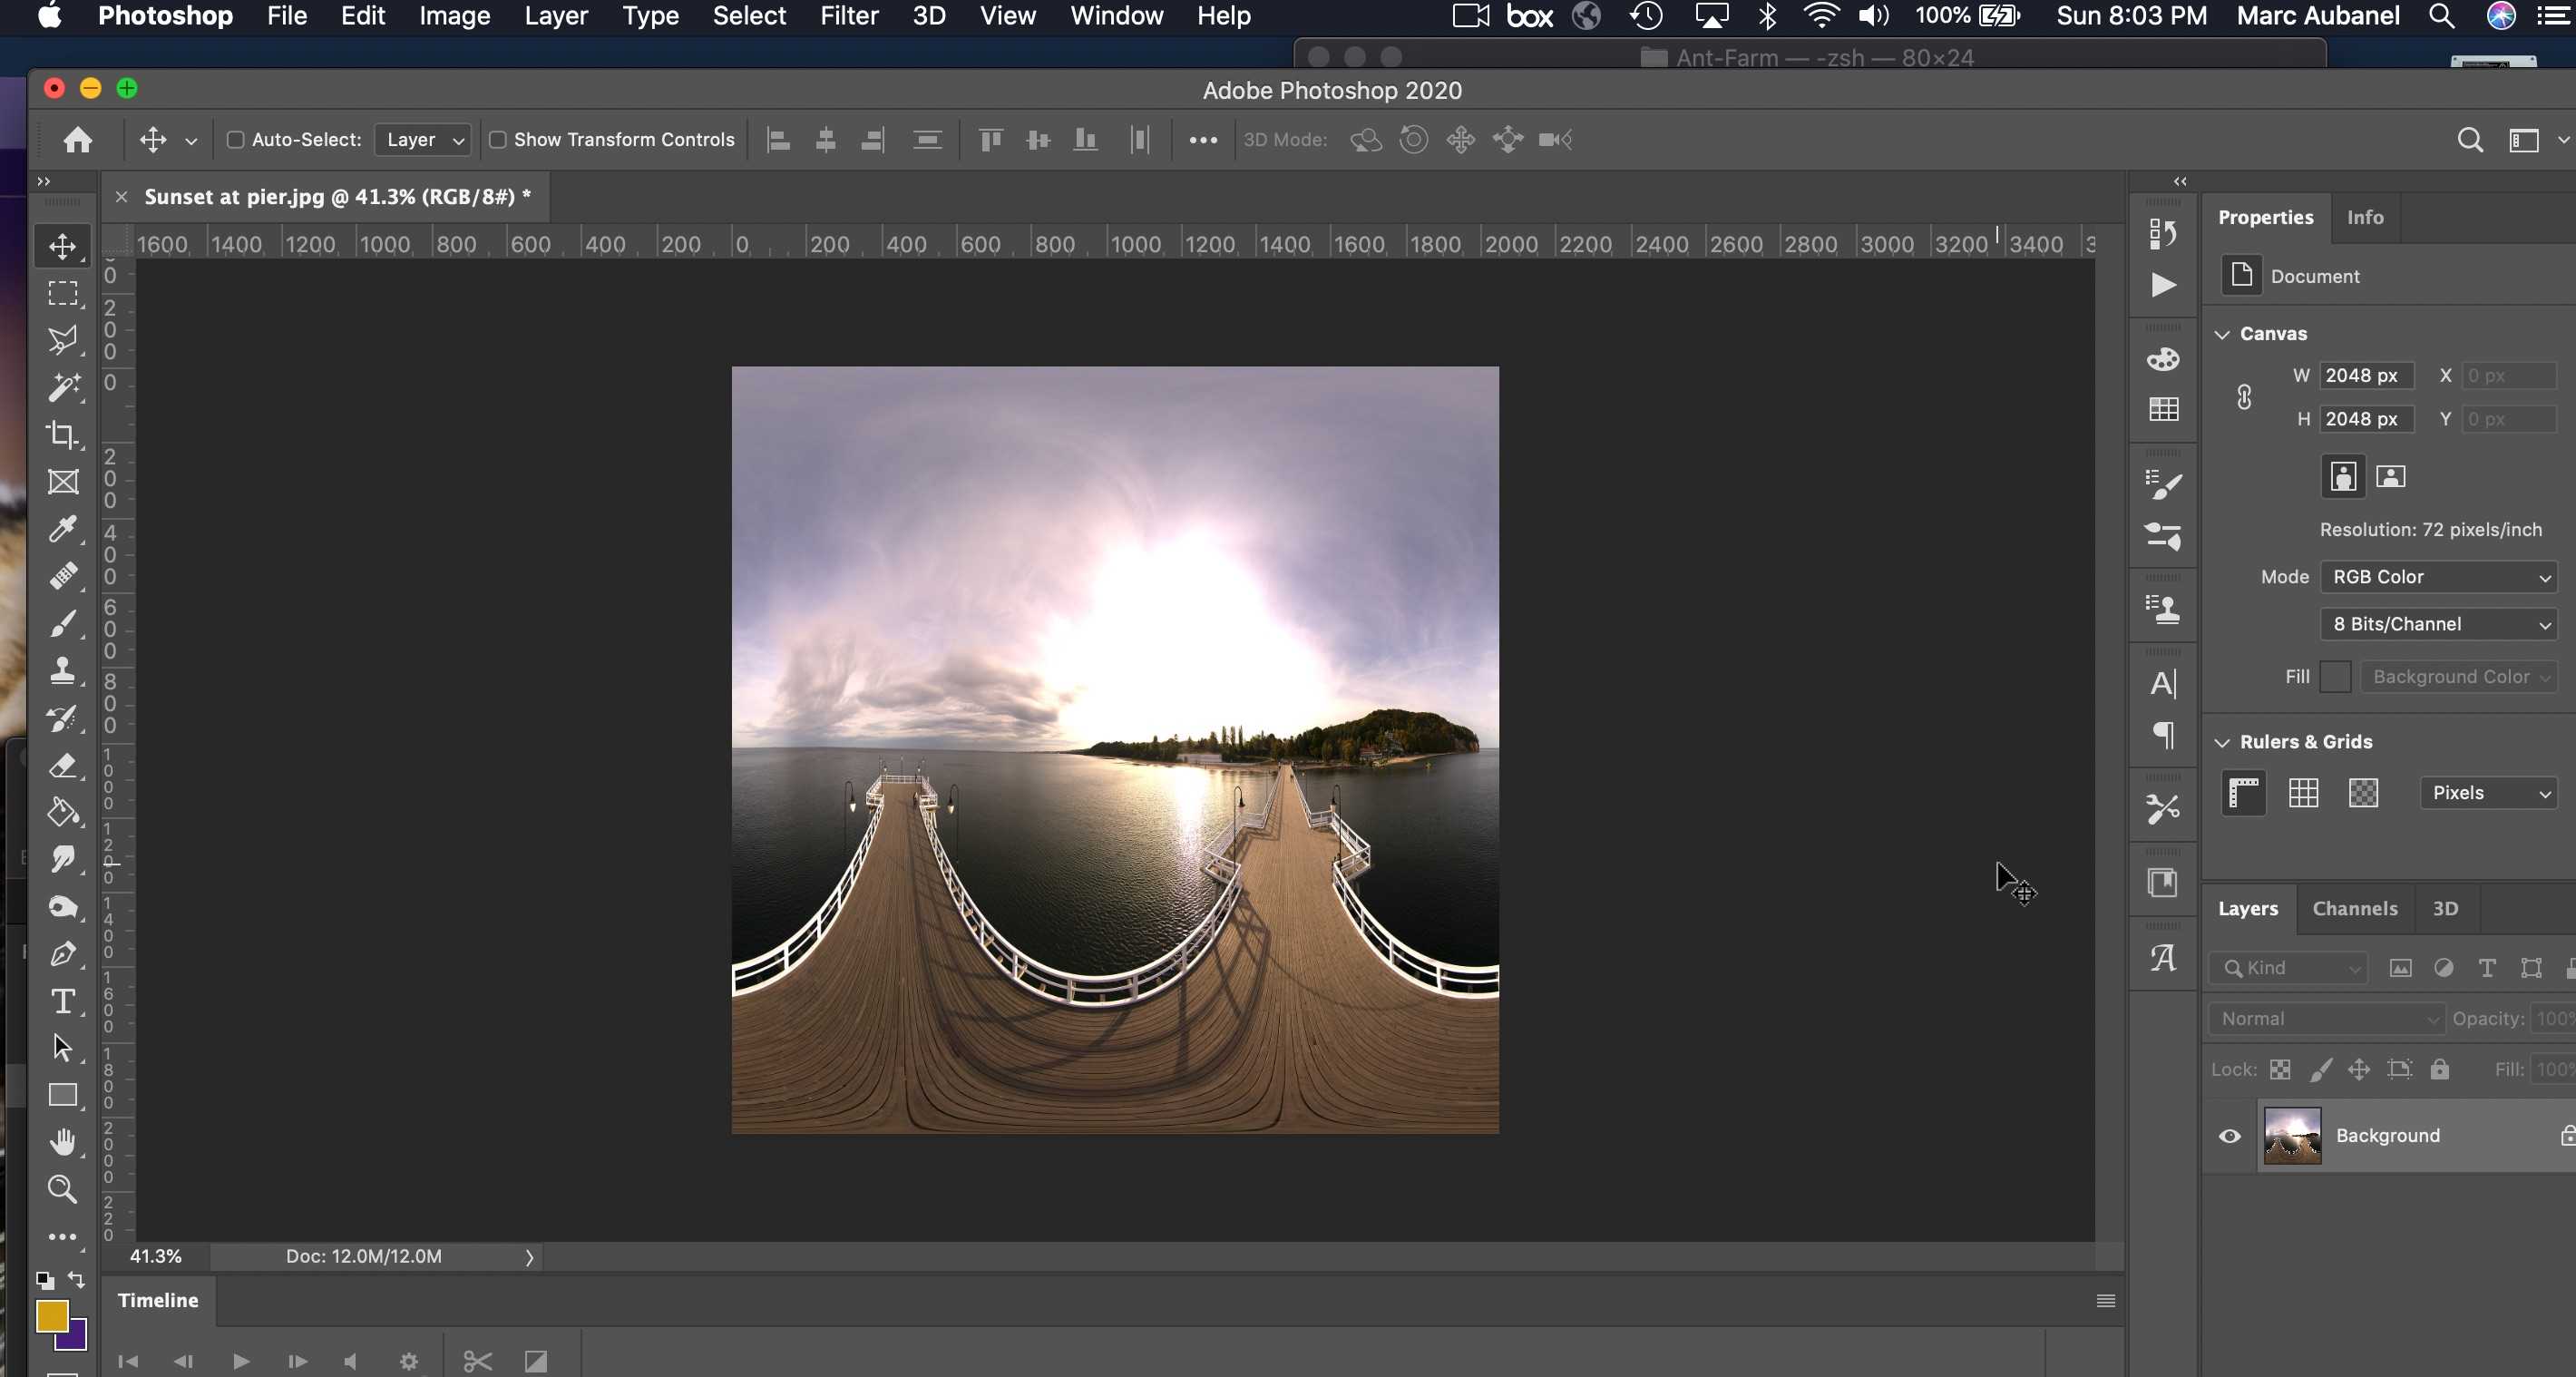 Photoshop File Edit Image Layer Type Select Filter 3D View Window Help box 100% Sun 8:03 PM Marc Aubanel
Ant-Farm — -zsh — 80×24
Adobe Photoshop 2020
Auto-Select: Layer Show Transform Controls ••• 3D Mode:
Sunset at pier.jpg @ 41.3% (RGB/8#) *
1600 1400 1200 1000 800 600 400 200 0 200 400 600 800 1000 1200 1400 1600 1800 2000 2200 2400 2600 2800 3000 3200 3400 3
0
200
0
200
400
600
800
1000
1200
1400
1600
1800
2000
220
Properties Info
Document
Canvas
W 2048 px X 0 px
H 2048 px Y 0 px
Resolution: 72 pixels/inch
Mode RGB Color
8 Bits/Channel
Fill Background Color
Rulers & Grids
Pixels
Layers Channels 3D
Kind
Normal Opacity: 100%
Lock: Fill: 100%
Background
41.3% Doc: 12.0M/12.0M
Timeline